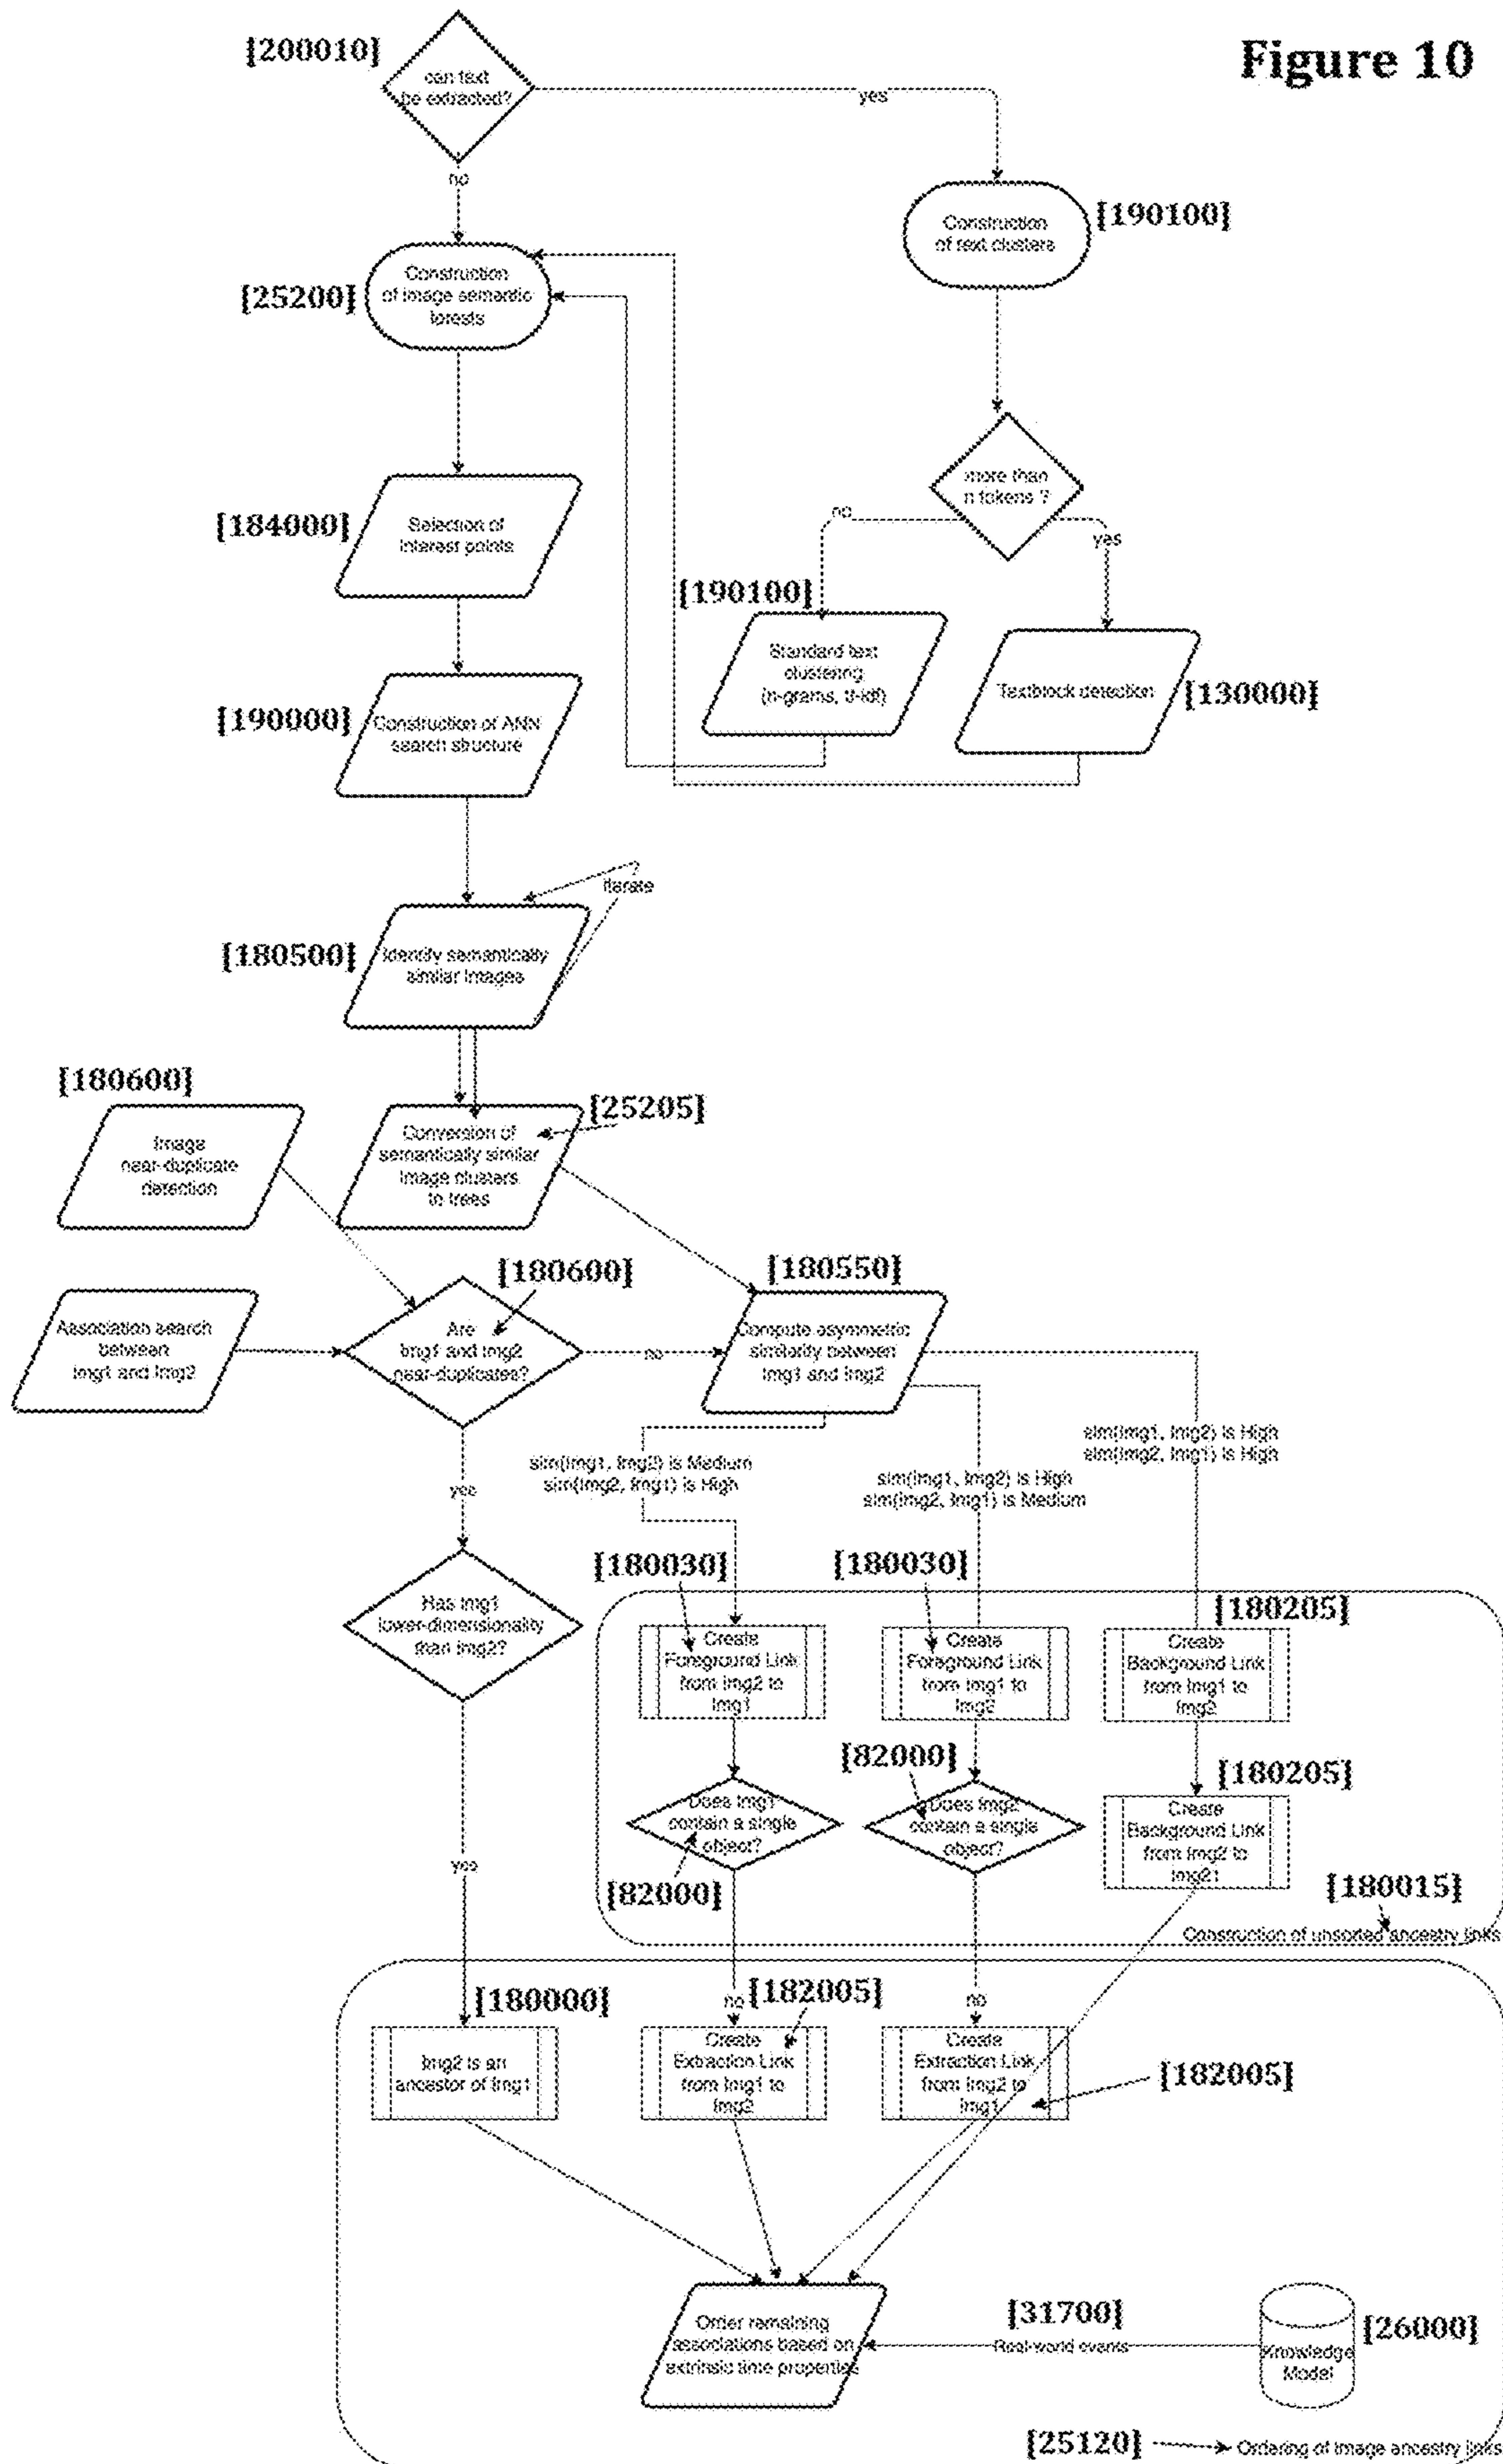 Figure 10
[200010]
can text
be extracted?
yes
no
[190100]
Construction
of text clusters
[25200]
Construction
of image semantic
forests
more than
n tokens ?
no
yes
[184000]
Selection of
interest points
[190100]
Standard text
clustering
(n-grams, tf-idf)
Textblock detection
[130000]
[190000]
Construction of ANN
search structure
iterate
[180500]
Identify semantically
similar images
[180600]
Image
near-duplicate
detection
[25205]
Conversion of
semantically similar
image clusters
to trees
[180600]
[180550]
Association search
between
Img1 and Img2
Are
Img1 and Img2
near-duplicates?
no
Compute asymmetric
similarity between
Img1 and Img2
yes
sim(Img1, Img2) is Medium
sim(Img2, Img1) is High
sim(Img1, Img2) is High
sim(Img2, Img1) is Medium
sim(Img1, Img2) is High
sim(Img2, Img1) is High
[180030]
[180030]
[180205]
Has Img1
lower-dimensionality
than Img2?
Create
Foreground Link
from Img2 to
Img1
Create
Foreground Link
from Img1 to
Img2
Create
Background Link
from Img1 to
Img2
[82000]
[180205]
Does Img1
contain a single
object?
Does Img2
contain a single
object?
Create
Background Link
from Img2 to
Img21
yes
[82000]
[180015]
Construction of unsorted ancestry links
[180000]
no
[182005]
no
Img2 is an
ancestor of Img1
Create
Extraction Link
from Img1 to
Img2
Create
Extraction Link
from Img2 to
Img1
[182005]
Order remaining
associations based on
extrinsic time properties
[31700]
Real-world events
Knowledge
Model
[26000]
[25120]
Ordering of image ancestry links